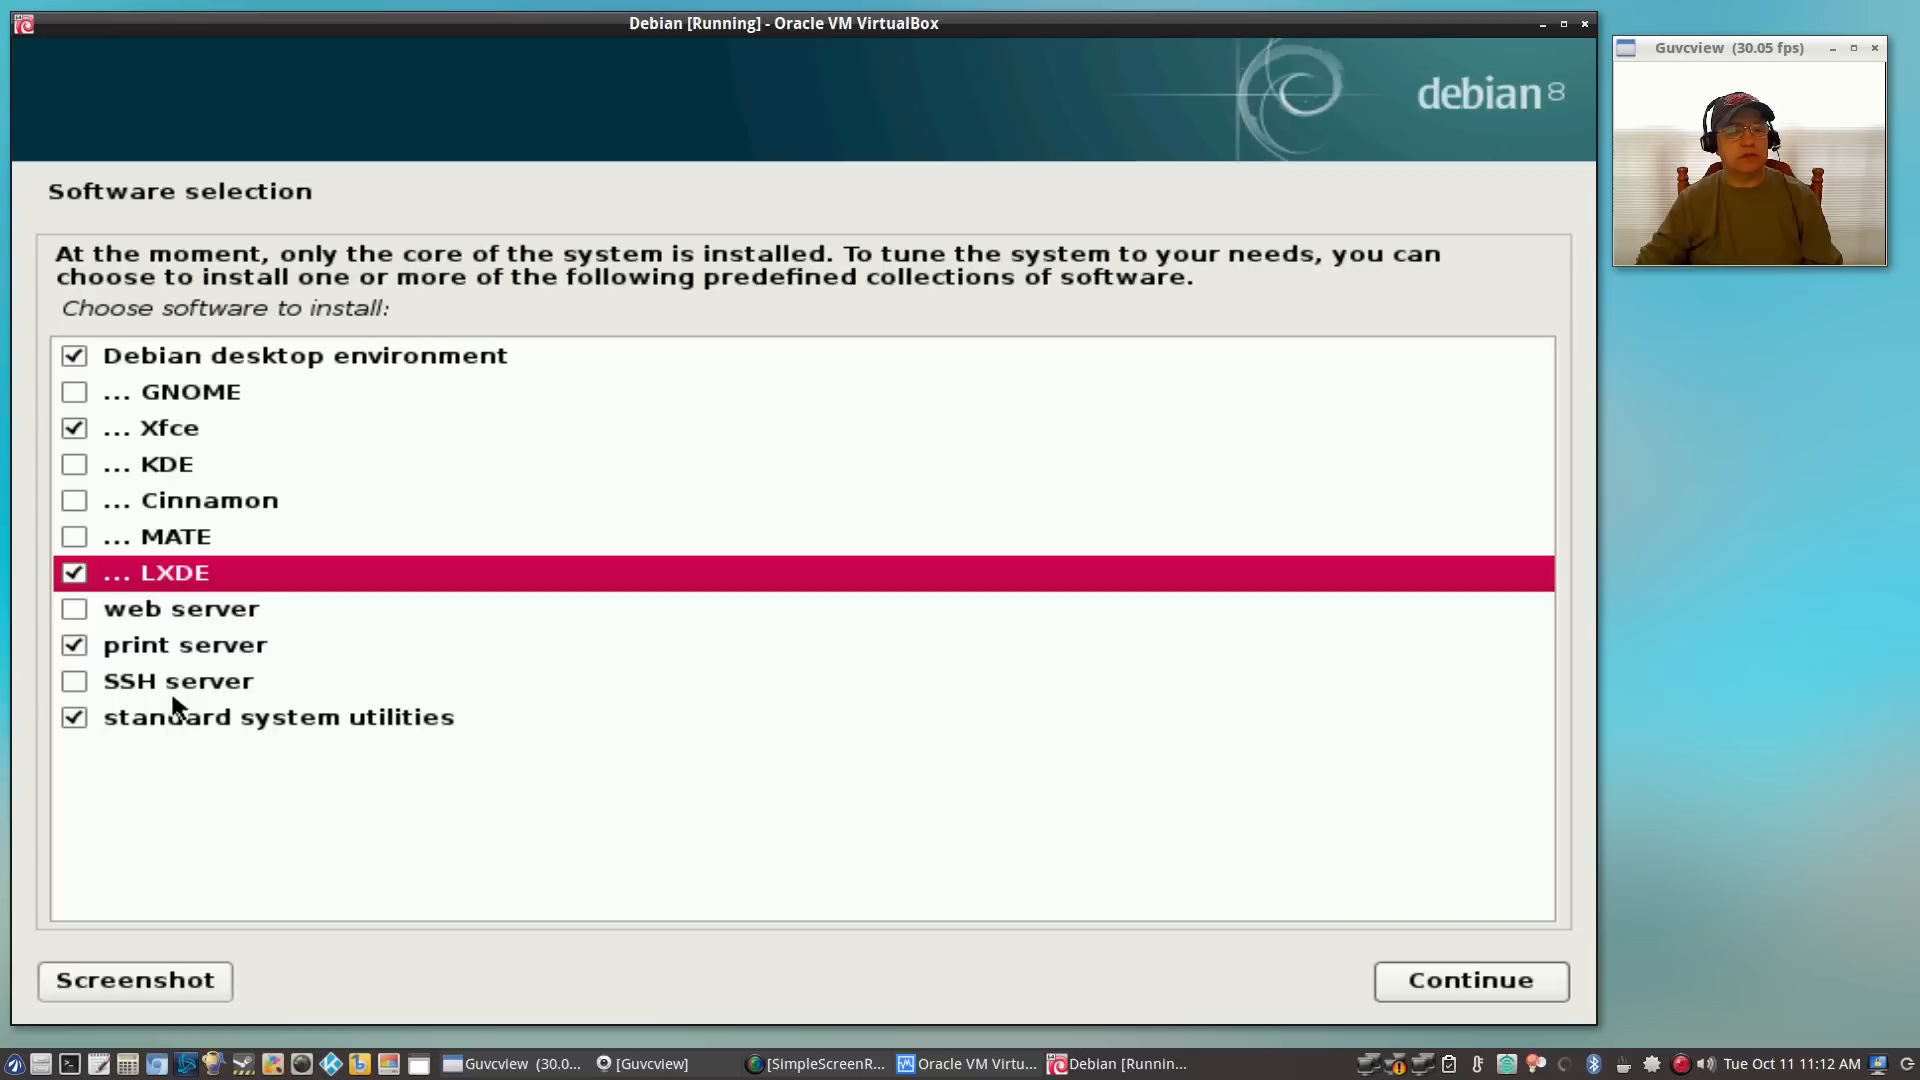 Debian [Running] - Oracle VM VirtualBox
Guvcview (30.05 fps)
debian 8
Software selection
At the moment, only the core of the system is installed. To tune the system to your needs, you can
choose to install one or more of the following predefined collections of software.
Choose software to install:
Debian desktop environment
... GNOME
... Xfce
... KDE
... Cinnamon
... MATE
... LXDE
web server
print server
SSH server
standard system utilities
Screenshot
Continue
Guvcview (30.0...
[Guvcview]
[SimpleScreenR...
Oracle VM Virtu...
Debian [Runnin...
Tue Oct 11 11:12 AM